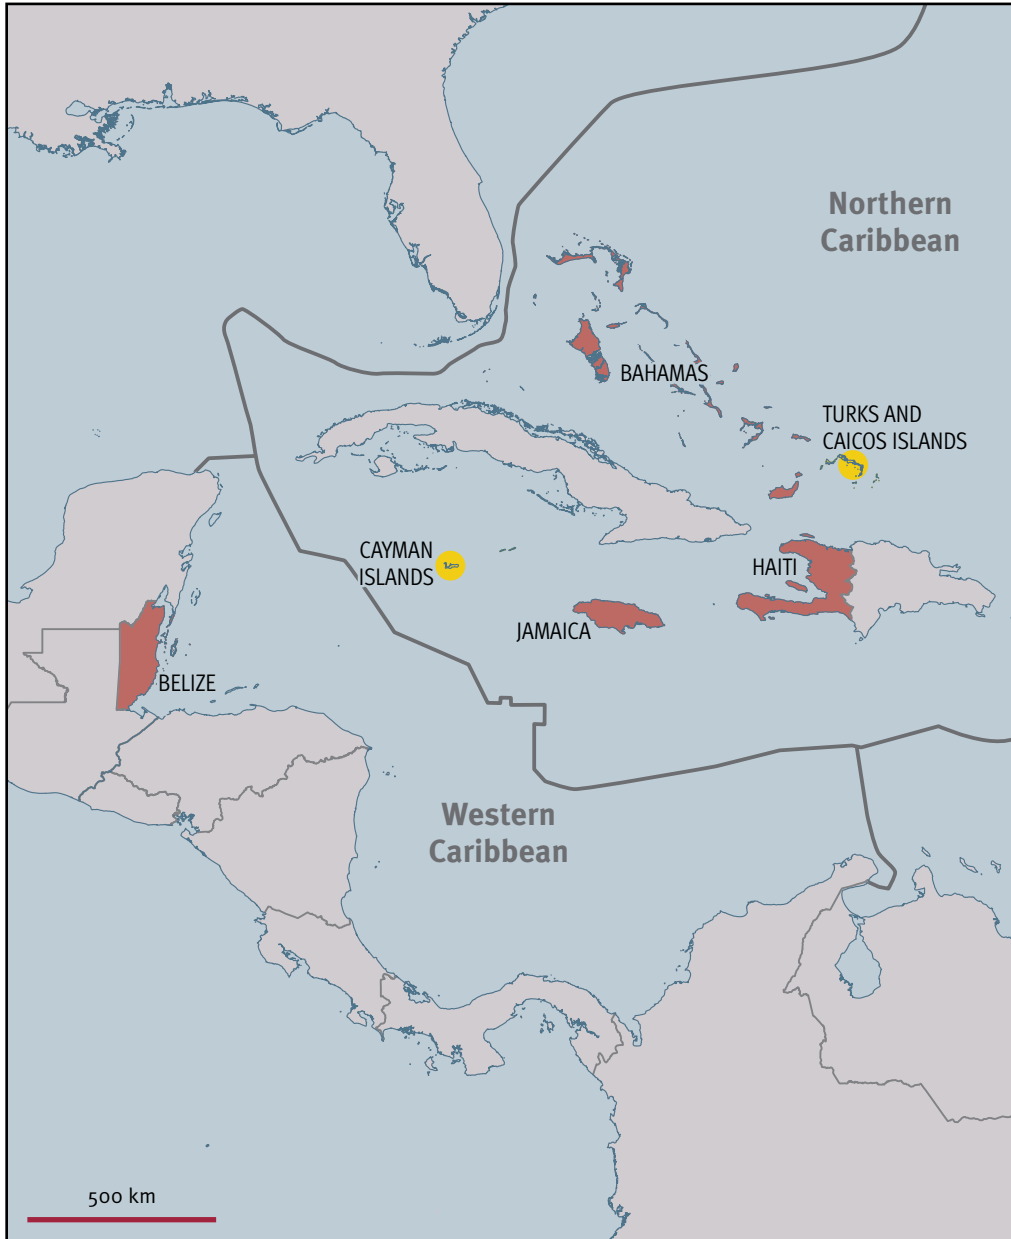 Northern
Caribbean
BAHAMAS
TURKS AND
CAICOS ISLANDS
CAYMAN
ISLANDS
HAITI
JAMAICA
BELIZE
Western
Caribbean
500 km